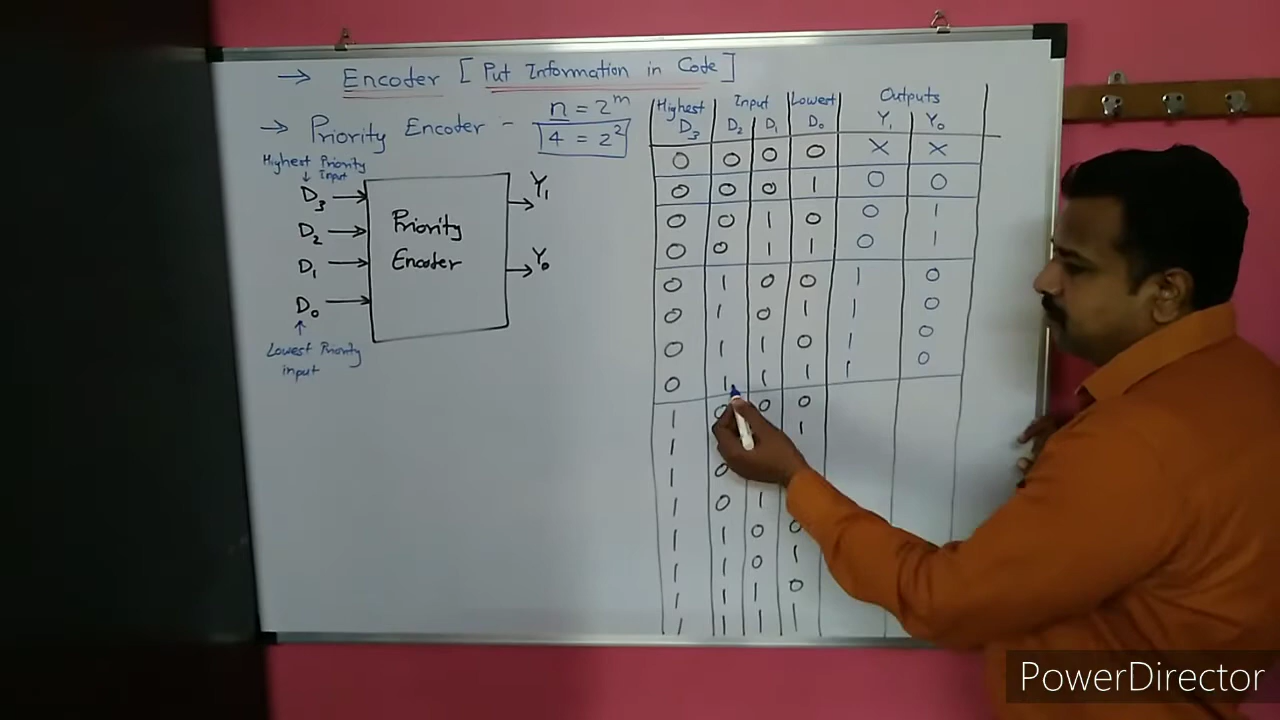 → Encoder [ Put Information in Code ]
→ Priority Encoder -
n = 2^m
4 = 2^2
Highest Priority
↓ Input
D3
D2
D1
D0
↑
Lowest Priority
input
Priority
Encoder
Y1
Y0
Highest Input Lowest Outputs
D3 D2 D1 D0 Y1 Y0
0 0 0 0 X X
0 0 0 1 0 0
0 0 1 0 0 1
0 0 1 1 0 1
0 1 0 0 1 0
0 1 0 1 1 0
0 1 1 0 1 0
0 1 1 1 1 0
1 0 0 0
1 1
1 0
1 0 1
1 1 0 0
1 1 0 1
1 1 1 0
1 1 1 1
PowerDirector